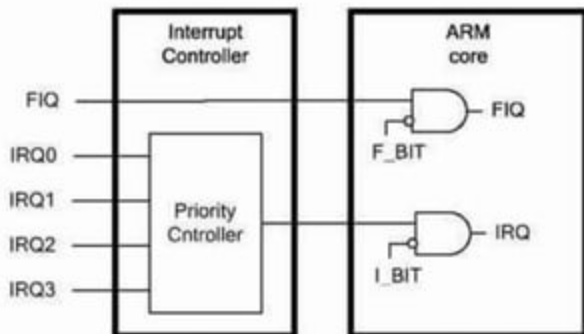 Interrupt
Controller
ARM
core
FIQ
FIQ
F_BIT
IRQ0
IRQ1
IRQ2
IRQ3
Priority
Cntroller
IRQ
I_BIT